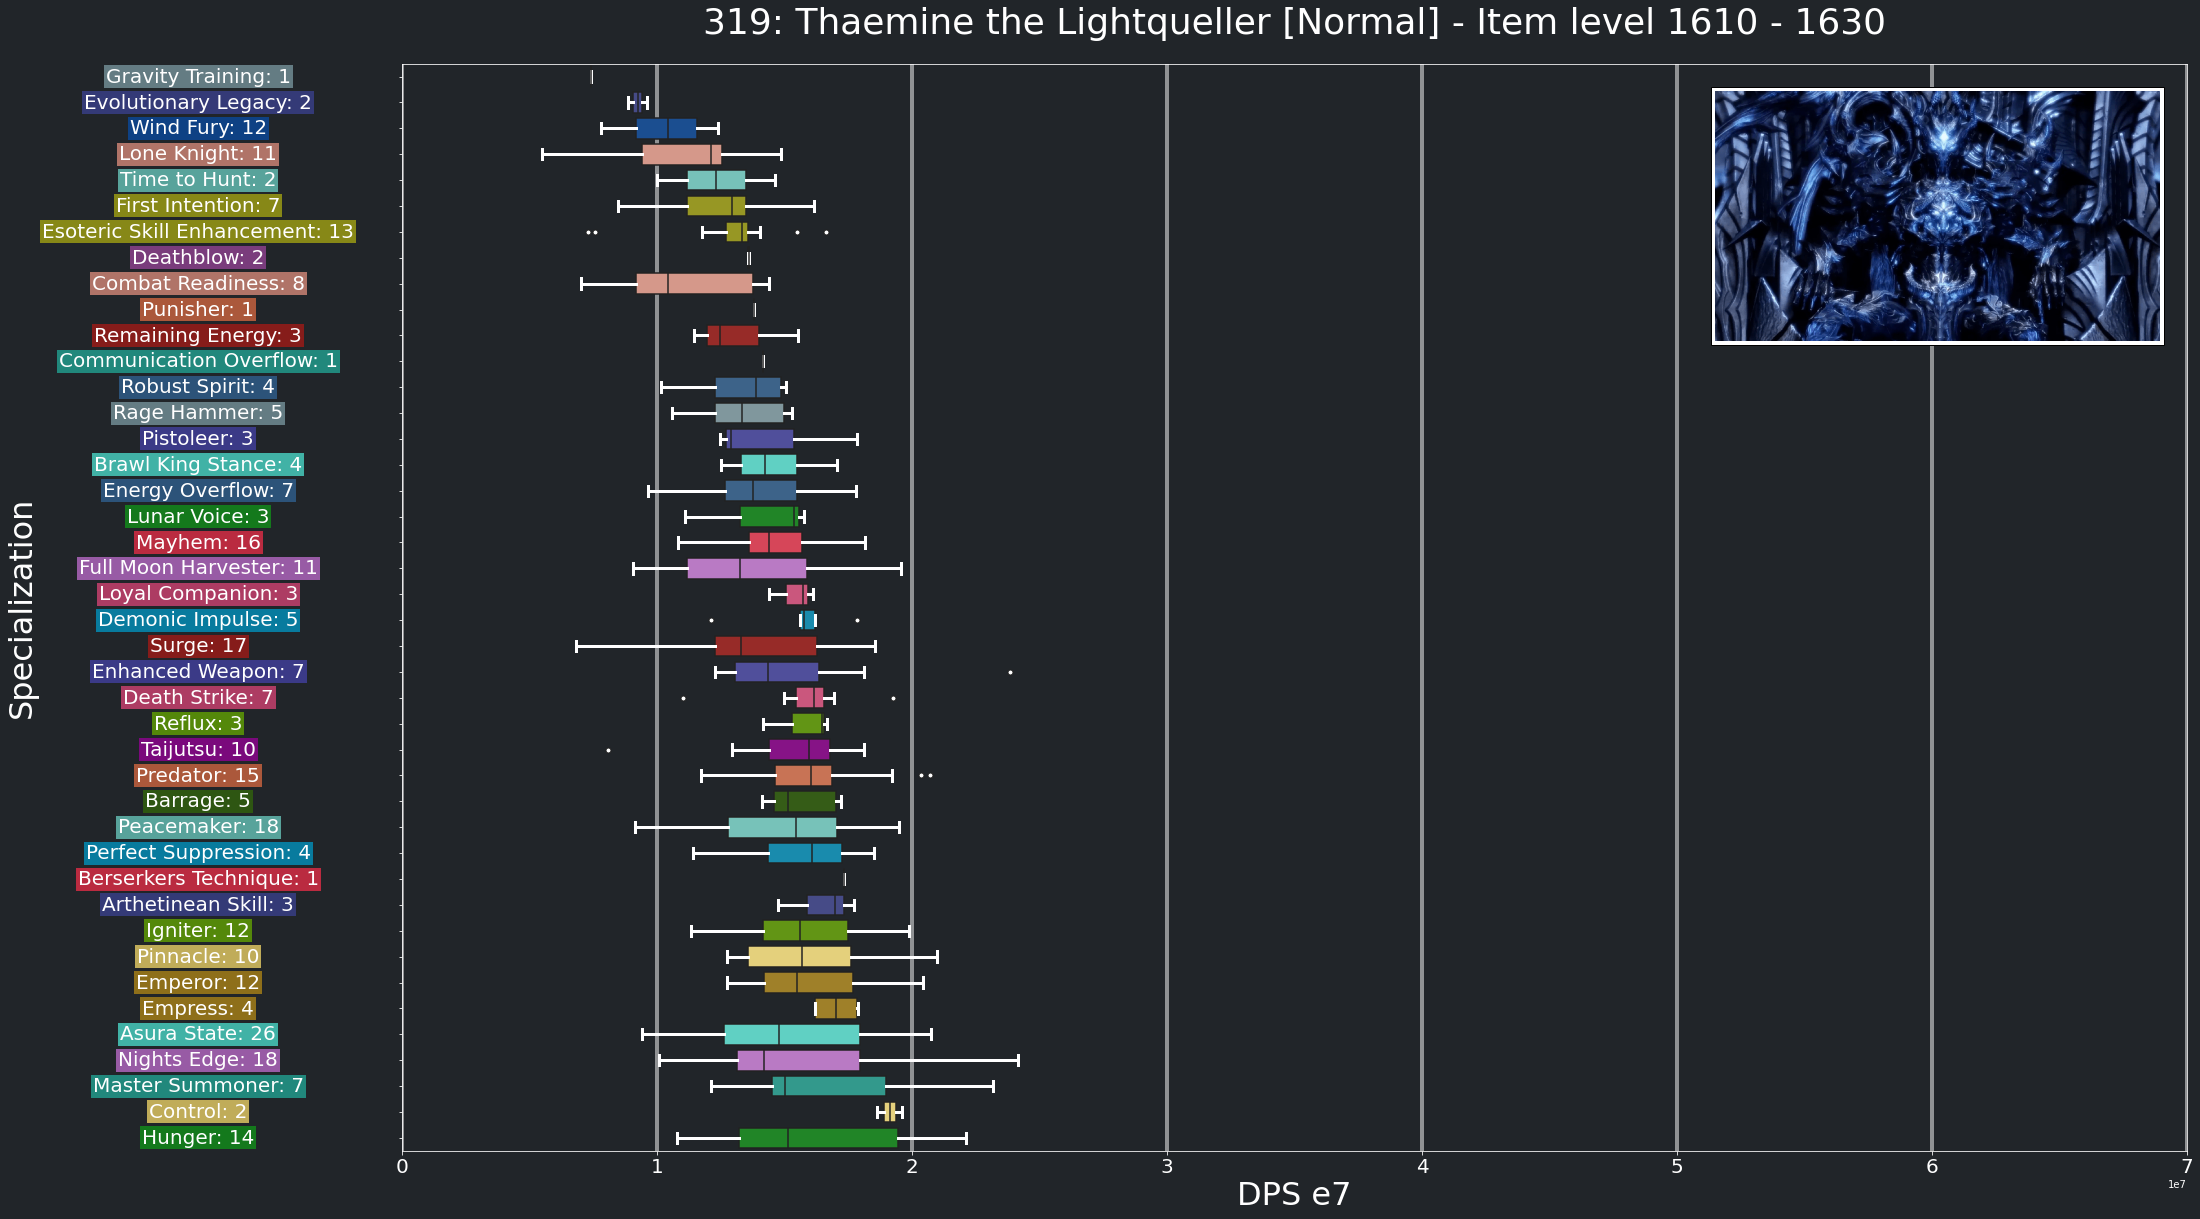 319: Thaemine the Lightqueller [Normal] - Item level 1610 - 1630
Specialization
Gravity Training: 1
Evolutionary Legacy: 2
Wind Fury: 12
Lone Knight: 11
Time to Hunt: 2
First Intention: 7
Esoteric Skill Enhancement: 13
Deathblow: 2
Combat Readiness: 8
Punisher: 1
Remaining Energy: 3
Communication Overflow: 1
Robust Spirit: 4
Rage Hammer: 5
Pistoleer: 3
Brawl King Stance: 4
Energy Overflow: 7
Lunar Voice: 3
Mayhem: 16
Full Moon Harvester: 11
Loyal Companion: 3
Demonic Impulse: 5
Surge: 17
Enhanced Weapon: 7
Death Strike: 7
Reflux: 3
Taijutsu: 10
Predator: 15
Barrage: 5
Peacemaker: 18
Perfect Suppression: 4
Berserkers Technique: 1
Arthetinean Skill: 3
Igniter: 12
Pinnacle: 10
Emperor: 12
Empress: 4
Asura State: 26
Nights Edge: 18
Master Summoner: 7
Control: 2
Hunger: 14
0 1 2 3 4 5 6 7
1e7
DPS e7